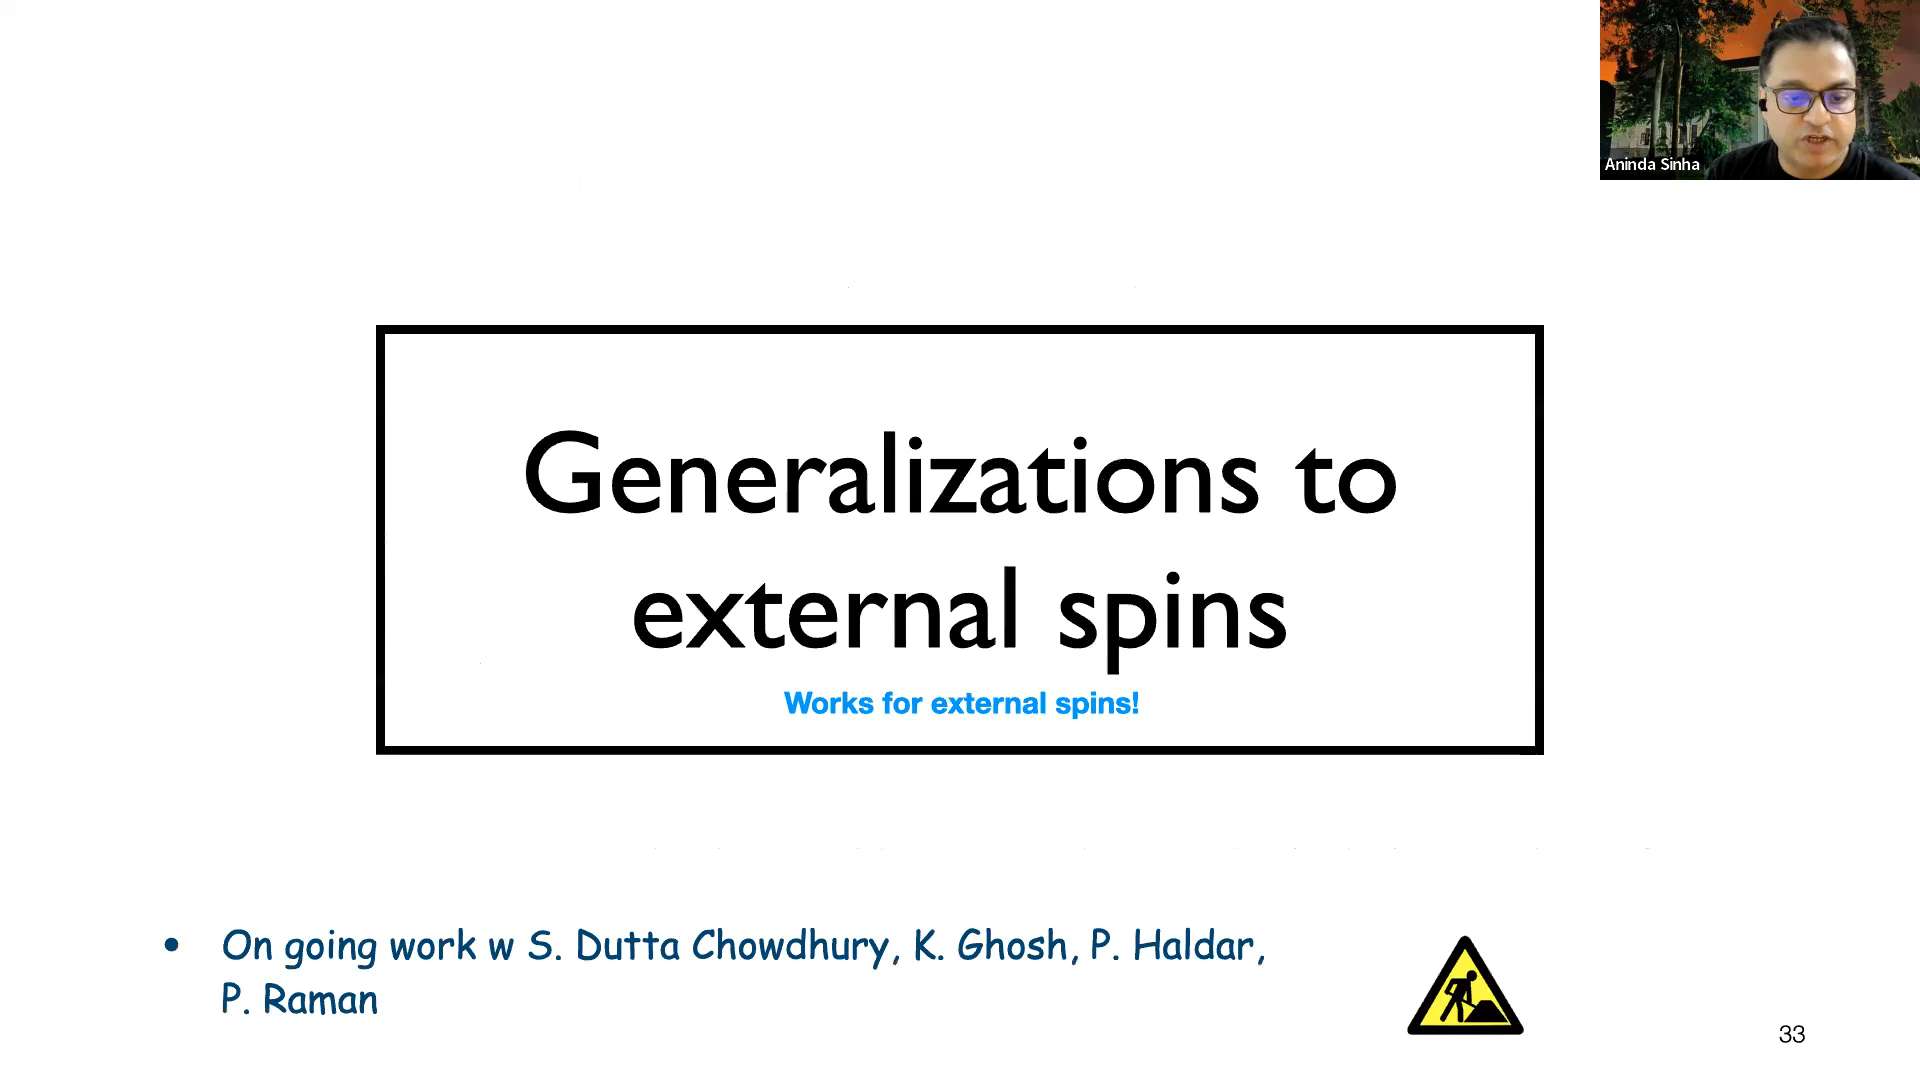 Aninda Sinha
Generalizations to
external spins
Works for external spins!
• On going work w S. Dutta Chowdhury, K. Ghosh, P. Haldar,
P. Raman
33